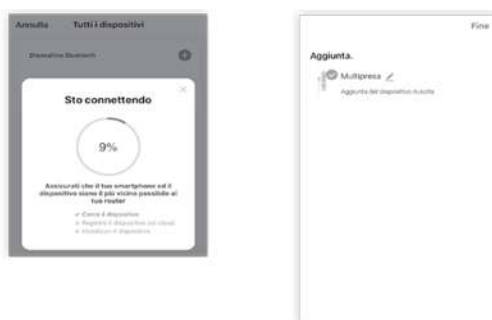 Annulla Tutti i dispositivi
Dispositivo Bluetooth
Sto connettendo
9%
Assicurati che il tuo smartphone ed il
dispositivo siano il più vicino possibile al
tuo router
Cerca il dispositivo
Registra il dispositivo sul cloud
Inizializza il dispositivo
Fine
Aggiunta.
Multipresa
Aggiunta del dispositivo riuscita